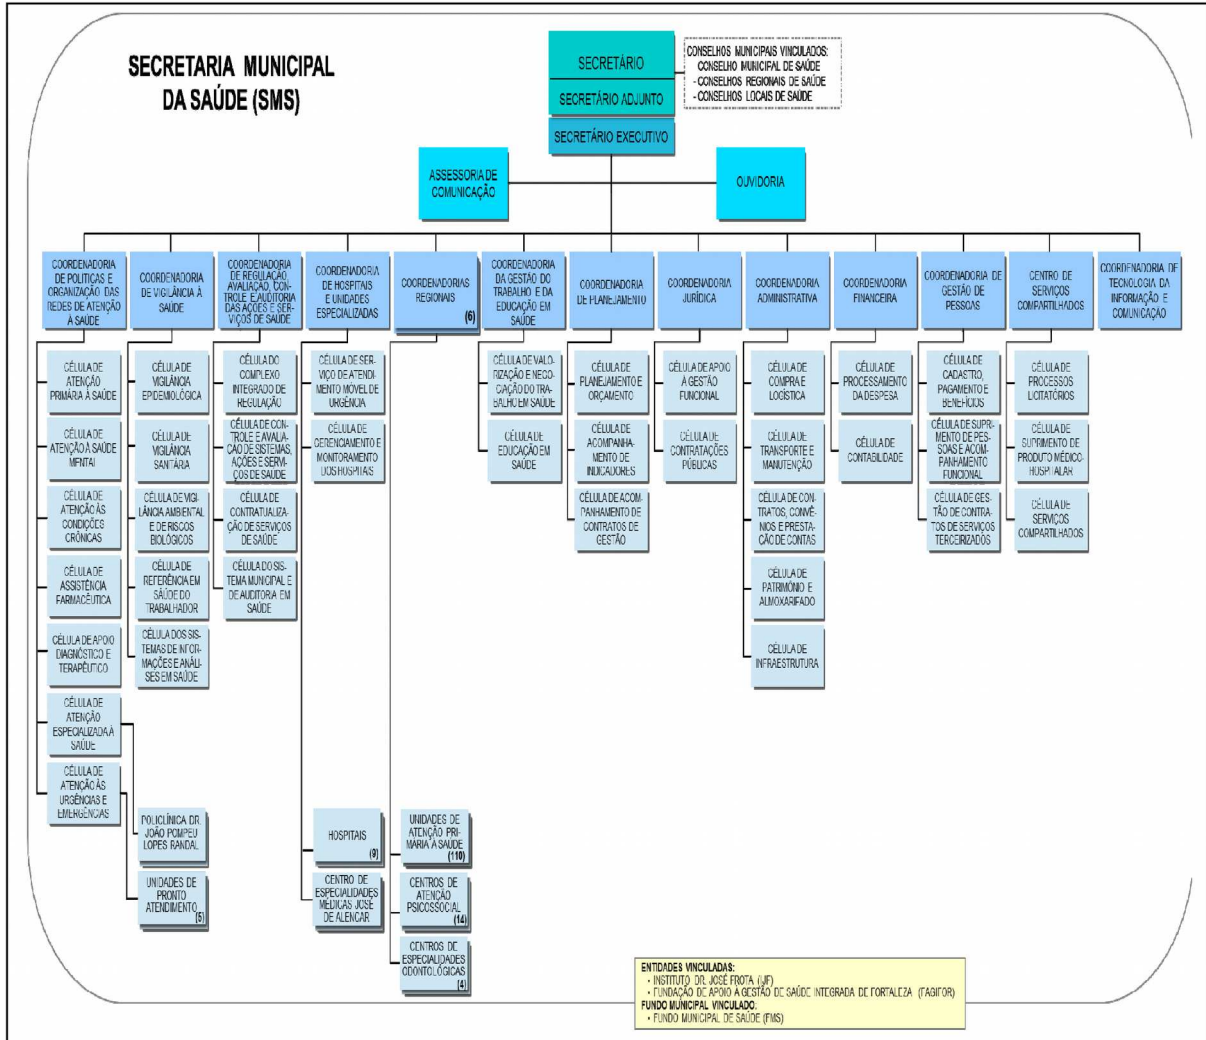 SECRETARIA MUNICIPAL
DA SAÚDE (SMS)
SECRETÁRIO
SECRETÁRIO ADJUNTO
SECRETÁRIO EXECUTIVO
CONSELHOS MUNICIPAIS VINCULADOS:
CONSELHO MUNICIPAL DE SAÚDE
- CONSELHOS REGIONAIS DE SAÚDE
- CONSELHOS LOCAIS DE SAÚDE
ASSESSORIA DE
COMUNICAÇÃO
OUVIDORIA
COORDENADORIA
DE POLÍTICAS E
ORGANIZAÇÃO DAS
REDES DE ATENÇÃO
À SAÚDE
COORDENADORIA
DE VIGILÂNCIA À
SAÚDE
COORDENADORIA
DE REGULAÇÃO,
AVALIAÇÃO, CON-
TROLE E AUDITORIA
DAS AÇÕES E SER-
VIÇOS DE SAÚDE
COORDENADORIA
DE HOSPITAIS
E UNIDADES
ESPECIALIZADAS
COORDENADORIAS
REGIONAIS
(6)
COORDENADORIA
DA GESTÃO DO
TRABALHO E DA
EDUCAÇÃO EM
SAÚDE
COORDENADORIA
DE PLANEJAMENTO
COORDENADORIA
JURÍDICA
COORDENADORIA
ADMINISTRATIVA
COORDENADORIA
FINANCEIRA
COORDENADORIA DE
GESTÃO DE
PESSOAS
CENTRO DE
SERVIÇOS
COMPARTILHADOS
COORDENADORIA DE
TECNOLOGIA DA
INFORMAÇÃO E
COMUNICAÇÃO
CÉLULA DE
ATENÇÃO
PRIMÁRIA À SAÚDE
CÉLULA DE
ATENÇÃO À SAÚDE
MENTAL
CÉLULA DE
ATENÇÃO ÀS
CONDIÇÕES
CRÔNICAS
CÉLULA DE
ASSISTÊNCIA
FARMACÊUTICA
CÉLULA DE APOIO
DIAGNÓSTICO E
TERAPÊUTICO
CÉLULA DE
ATENÇÃO
ESPECIALIZADA À
SAÚDE
CÉLULA DE
ATENÇÃO ÀS
URGÊNCIAS E
EMERGÊNCIAS
POLICLÍNICA DR.
JOÃO POMPEU
LOPES RANDAL
UNIDADES DE
PRONTO
ATENDIMENTO
(5)
CÉLULA DE
VIGILÂNCIA
EPIDEMIOLÓGICA
CÉLULA DE
VIGILÂNCIA
SANITÁRIA
CÉLULA DE VIGI-
LÂNCIA AMBIENTAL
E DE RISCOS
BIOLÓGICOS
CÉLULA DE
REFERÊNCIA EM
SAÚDE DO
TRABALHADOR
CÉLULA DOS SIS-
TEMAS DE INFOR-
MAÇÕES E ANÁLI-
SES EM SAÚDE
CÉLULA DO
COMPLEXO
INTEGRADO DE
REGULAÇÃO
CÉLULA DE CON-
TROLE E AVALIA-
ÇÃO DE SISTEMAS,
AÇÕES E SERVI-
ÇOS DE SAÚDE
CÉLULA DE
CONTRATUALIZA-
ÇÃO DE SERVIÇOS
DE SAÚDE
CÉLULA DO SIS-
TEMA MUNICIPAL E
DE AUDITORIA EM
SAÚDE
CÉLULA DE SER-
VIÇO DE ATENDI-
MENTO MÓVEL DE
URGÊNCIA
CÉLULA DE
GERENCIAMENTO E
MONITORAMENTO
DOS HOSPITAIS
HOSPITAIS
(9)
CENTRO DE
ESPECIALIDADES
MÉDICAS JOSÉ
DE ALENCAR
UNIDADES DE
ATENÇÃO PRI-
MÁRIA À SAÚDE
(110)
CENTROS DE
ATENÇÃO
PSICOSSOCIAL
(14)
CENTROS DE
ESPECIALIDADES
ODONTOLÓGICAS
(4)
CÉLULA DE VALO-
RIZAÇÃO E NEGO-
CIAÇÃO DO TRA-
BALHO EM SAÚDE
CÉLULA DE
EDUCAÇÃO EM
SAÚDE
CÉLULA DE
PLANEJAMENTO E
ORÇAMENTO
CÉLULA DE
ACOMPANHA-
MENTO DE
INDICADORES
CÉLULA DE ACOM-
PANHAMENTO DE
CONTRATOS DE
GESTÃO
CÉLULA DE APOIO
À GESTÃO
FUNCIONAL
CÉLULA DE
CONTRATAÇÕES
PÚBLICAS
CÉLULA DE
COMPRA E
LOGÍSTICA
CÉLULA DE
TRANSPORTE E
MANUTENÇÃO
CÉLULA DE CON-
TRATOS, CONVÊ-
NIOS E PRESTA-
ÇÃO DE CONTAS
CÉLULA DE
PATRIMÔNIO E
ALMOXARIFADO
CÉLULA DE
INFRAESTRUTURA
CÉLULA DE
PROCESSAMENTO
DA DESPESA
CÉLULA DE
CONTABILIDADE
CÉLULA DE
CADASTRO,
PAGAMENTO E
BENEFÍCIOS
CÉLULA DE SUPRI-
MENTO DE PES-
SOAS E ACOM-
PANHAMENTO
FUNCIONAL
CÉLULA DE GES-
TÃO DE CONTRA-
TOS DE SERVIÇOS
TERCEIRIZADOS
CÉLULA DE
PROCESSOS
LICITATÓRIOS
CÉLULA DE
SUPRIMENTO DE
PRODUTO MÉDICO-
HOSPITALAR
CÉLULA DE
SERVIÇOS
COMPARTILHADOS
ENTIDADES VINCULADAS:
- INSTITUTO DR. JOSÉ FROTA (IJF)
- FUNDAÇÃO DE APOIO À GESTÃO DE SAÚDE INTEGRADA DE FORTALEZA (FAGIFOR)
FUNDO MUNICIPAL VINCULADO:
- FUNDO MUNICIPAL DE SAÚDE (FMS)